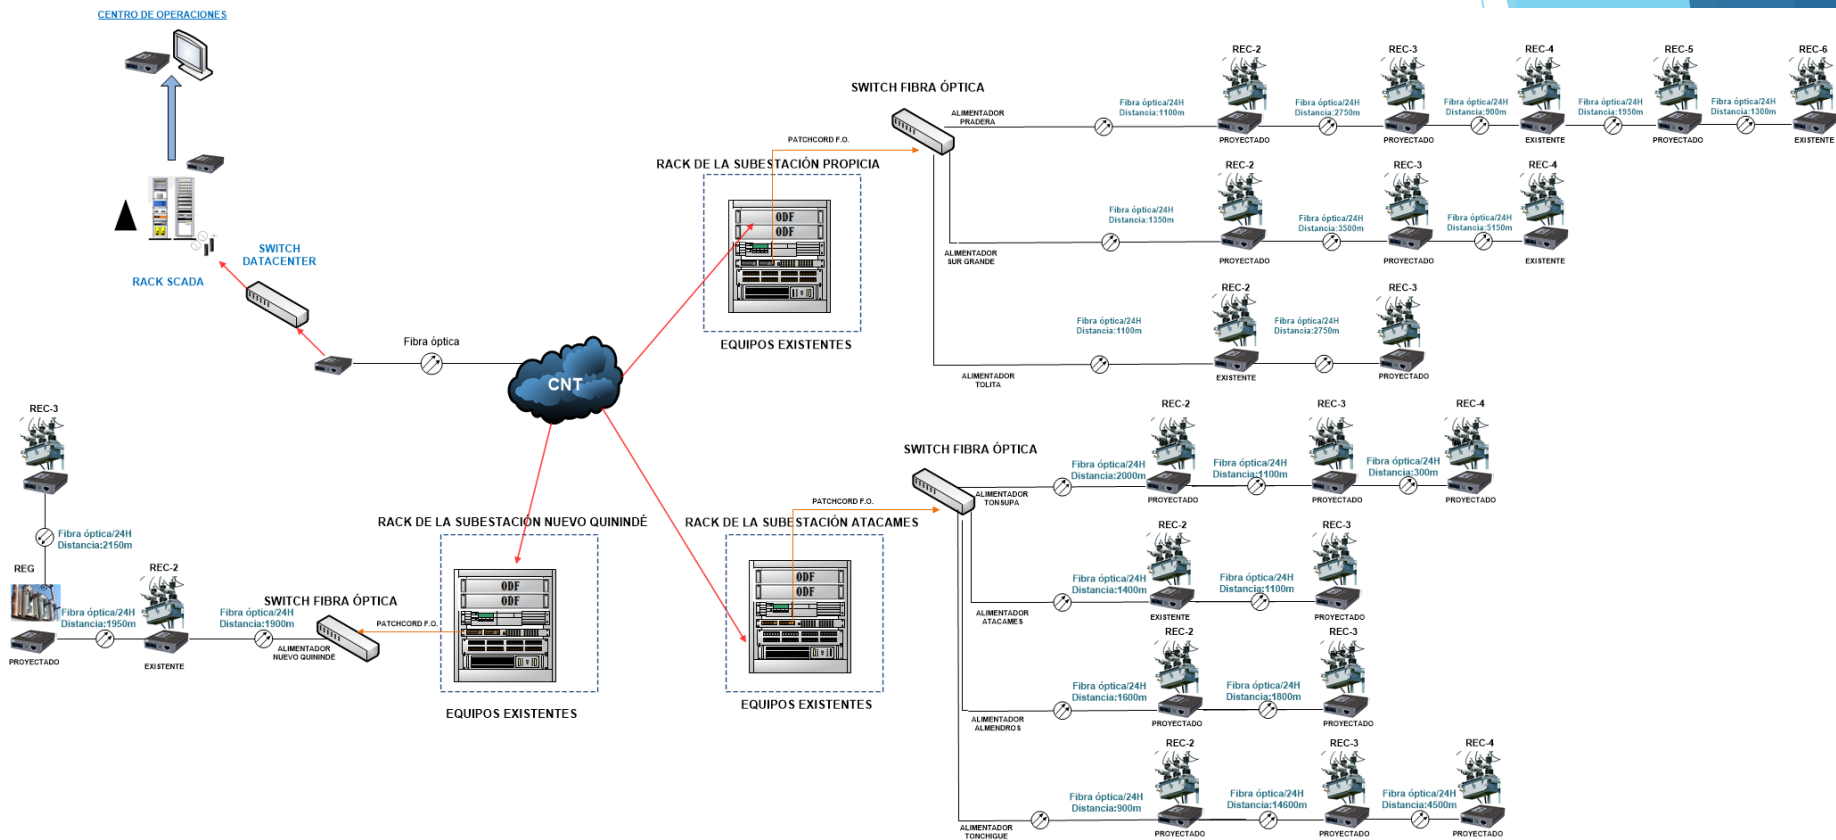 CENTRO DE OPERACIONES
RACK SCADA
SWITCH
DATACENTER
Fibra óptica
CNT
RACK DE LA SUBESTACIÓN PROPICIA
ODF
ODF
EQUIPOS EXISTENTES
PATCHCORD F.O.
SWITCH FIBRA ÓPTICA
ALIMENTADOR
PRADERA
Fibra óptica/24H
Distancia:1100m
REC-2
PROYECTADO
Fibra óptica/24H
Distancia:2750m
REC-3
PROYECTADO
Fibra óptica/24H
Distancia:900m
REC-4
EXISTENTE
Fibra óptica/24H
Distancia:1950m
REC-5
PROYECTADO
Fibra óptica/24H
Distancia:1300m
REC-6
EXISTENTE
ALIMENTADOR
SUR GRANDE
Fibra óptica/24H
Distancia:1350m
REC-2
PROYECTADO
Fibra óptica/24H
Distancia:3500m
REC-3
PROYECTADO
Fibra óptica/24H
Distancia:5150m
REC-4
EXISTENTE
ALIMENTADOR
TOLITA
Fibra óptica/24H
Distancia:1100m
REC-2
EXISTENTE
Fibra óptica/24H
Distancia:2750m
REC-3
PROYECTADO
RACK DE LA SUBESTACIÓN ATACAMES
ODF
ODF
EQUIPOS EXISTENTES
PATCHCORD F.O.
SWITCH FIBRA ÓPTICA
ALIMENTADOR
TONSUPA
Fibra óptica/24H
Distancia:2000m
REC-2
PROYECTADO
Fibra óptica/24H
Distancia:1100m
REC-3
PROYECTADO
Fibra óptica/24H
Distancia:300m
REC-4
PROYECTADO
ALIMENTADOR
ATACAMES
Fibra óptica/24H
Distancia:1400m
REC-2
EXISTENTE
Fibra óptica/24H
Distancia:1100m
REC-3
PROYECTADO
ALIMENTADOR
ALMENDROS
Fibra óptica/24H
Distancia:1600m
REC-2
PROYECTADO
Fibra óptica/24H
Distancia:1800m
REC-3
PROYECTADO
ALIMENTADOR
TONCHIGUE
Fibra óptica/24H
Distancia:900m
REC-2
PROYECTADO
Fibra óptica/24H
Distancia:14600m
REC-3
PROYECTADO
Fibra óptica/24H
Distancia:4500m
REC-4
PROYECTADO
RACK DE LA SUBESTACIÓN NUEVO QUININDÉ
ODF
ODF
EQUIPOS EXISTENTES
PATCHCORD F.O.
SWITCH FIBRA ÓPTICA
ALIMENTADOR
NUEVO QUININDÉ
Fibra óptica/24H
Distancia:1900m
REC-2
EXISTENTE
Fibra óptica/24H
Distancia:1950m
REG
PROYECTADO
Fibra óptica/24H
Distancia:2150m
REC-3